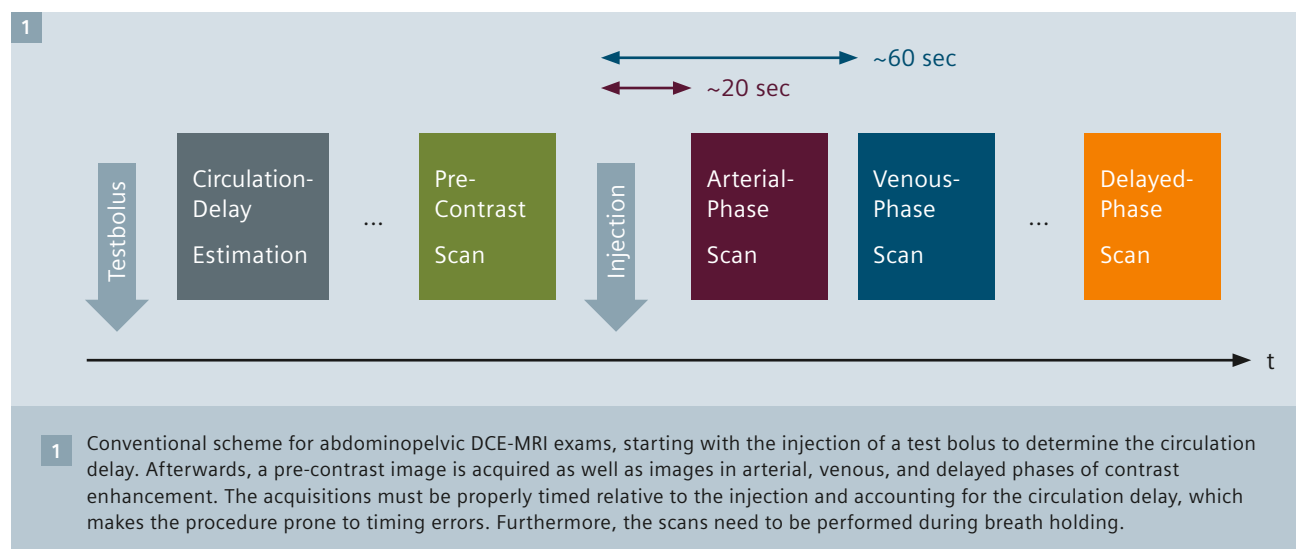 1
~60 sec
~20 sec
Testbolus
Circulation-
Delay
Estimation
...
Pre-
Contrast
Scan
Injection
Arterial-
Phase
Scan
Venous-
Phase
Scan
...
Delayed-
Phase
Scan
t
1 Conventional scheme for abdominopelvic DCE-MRI exams, starting with the injection of a test bolus to determine the circulation
delay. Afterwards, a pre-contrast image is acquired as well as images in arterial, venous, and delayed phases of contrast
enhancement. The acquisitions must be properly timed relative to the injection and accounting for the circulation delay, which
makes the procedure prone to timing errors. Furthermore, the scans need to be performed during breath holding.